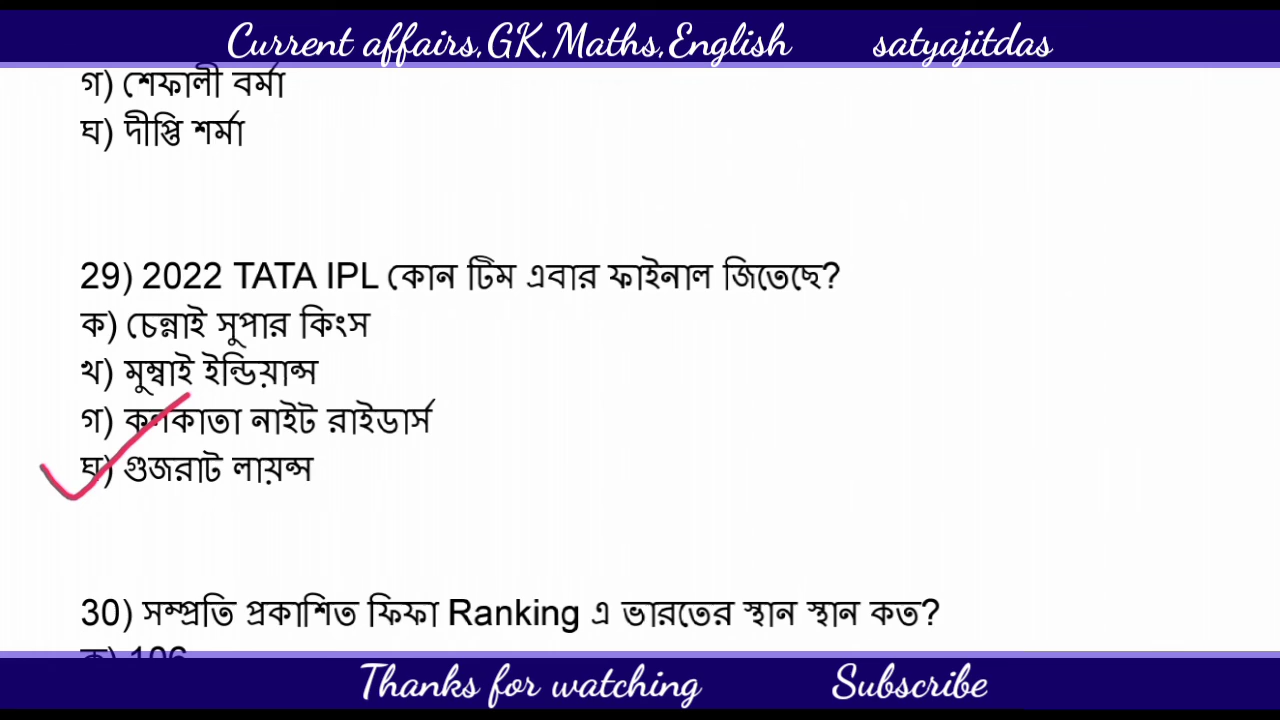 Current affairs,GK,Maths,English satyajitdas
গ) শেফালী বর্মা
ঘ) দীপ্তি শর্মা
29) 2022 TATA IPL কোন টিম এবার ফাইনাল জিতেছে?
ক) চেন্নাই সুপার কিংস
খ) মুম্বাই ইন্ডিয়ান্স
গ) কলকাতা নাইট রাইডার্স
ঘ) গুজরাট লায়ন্স
30) সম্প্রতি প্রকাশিত ফিফা Ranking এ ভারতের স্থান স্থান কত?
ক) 106
Thanks for watching Subscribe